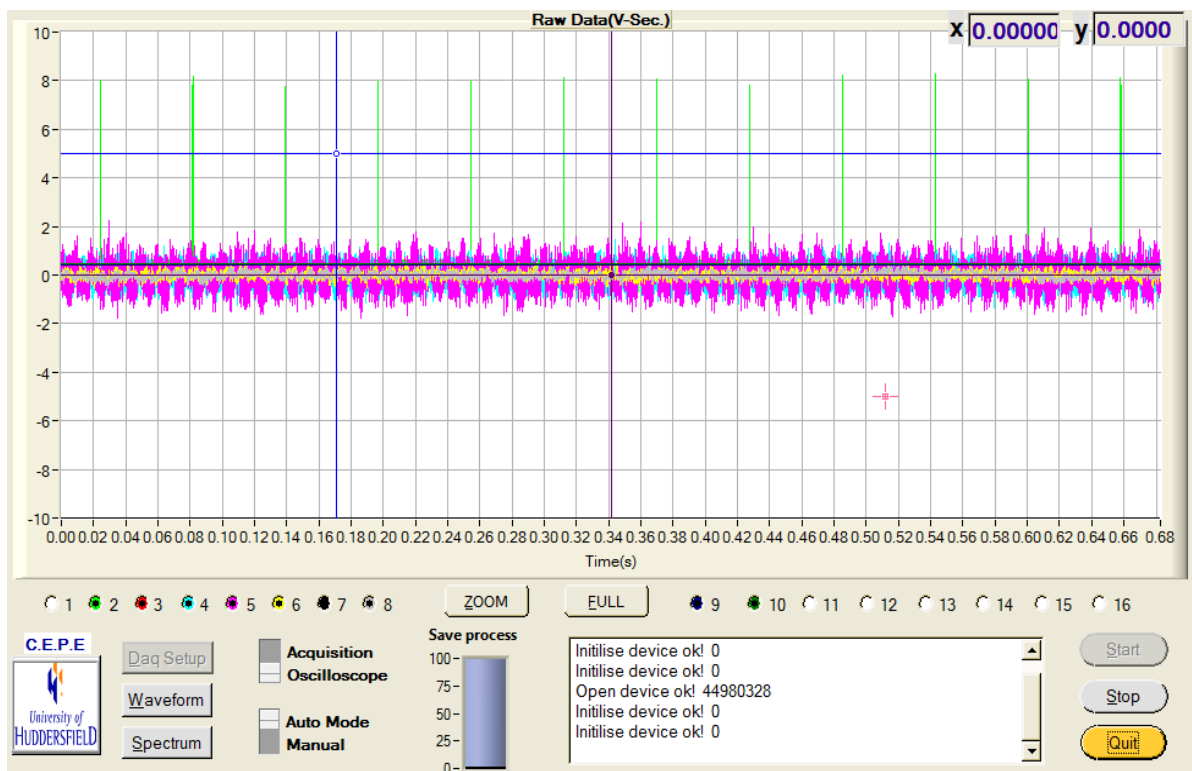 Raw Data(V-Sec.)
x 0.00000 y 0.0000
10
8
6
4
2
0
-2
-4
-6
-8
-10
0.00 0.02 0.04 0.06 0.08 0.10 0.12 0.14 0.16 0.18 0.20 0.22 0.24 0.26 0.28 0.30 0.32 0.34 0.36 0.38 0.40 0.42 0.44 0.46 0.48 0.50 0.52 0.54 0.56 0.58 0.60 0.62 0.64 0.66 0.68
Time(s)
1 2 3 4 5 6 7 8 ZOOM FULL 9 10 11 12 13 14 15 16
C.E.P.E
University of
HUDDERSFIELD
Daq Setup
Waveform
Spectrum
Acquisition
Oscilloscope
Auto Mode
Manual
Save process
100
75
50
25
0
Initilise device ok! 0
Initilise device ok! 0
Open device ok! 44980328
Initilise device ok! 0
Initilise device ok! 0
Start
Stop
Quit